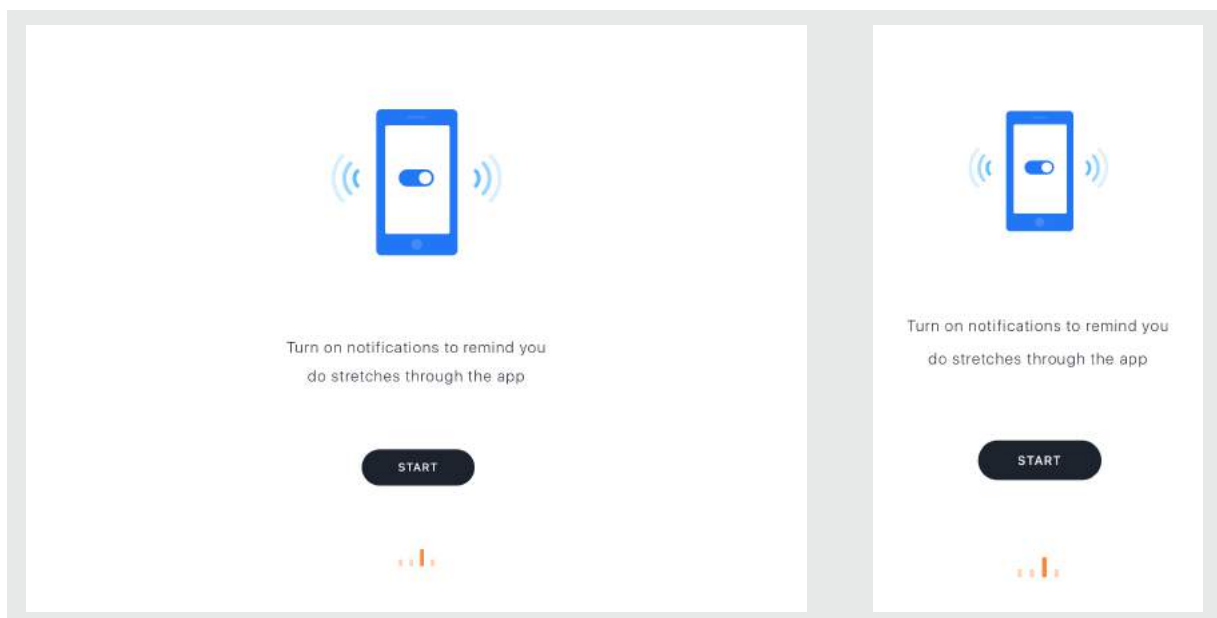 Turn on notifications to remind you
do stretches through the app
START
Turn on notifications to remind you
do stretches through the app
START